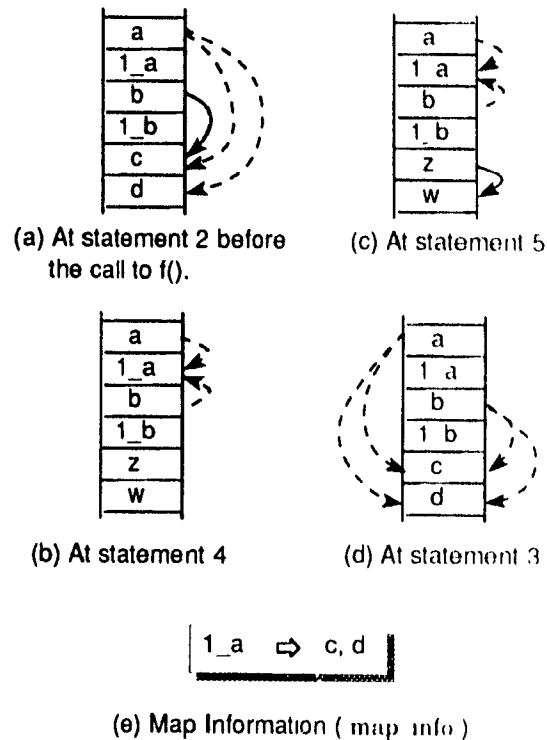 a
1_a
b
1_b
c
d
(a) At statement 2 before
the call to f().
a
1 a
b
1_b
z
w
(c) At statement 5
a
1_a
b
1_b
z
w
(b) At statement 4
a
1 a
b
1 b
c
d
(d) At statement 3
1_a ⇨ c, d
(e) Map Information ( map info )